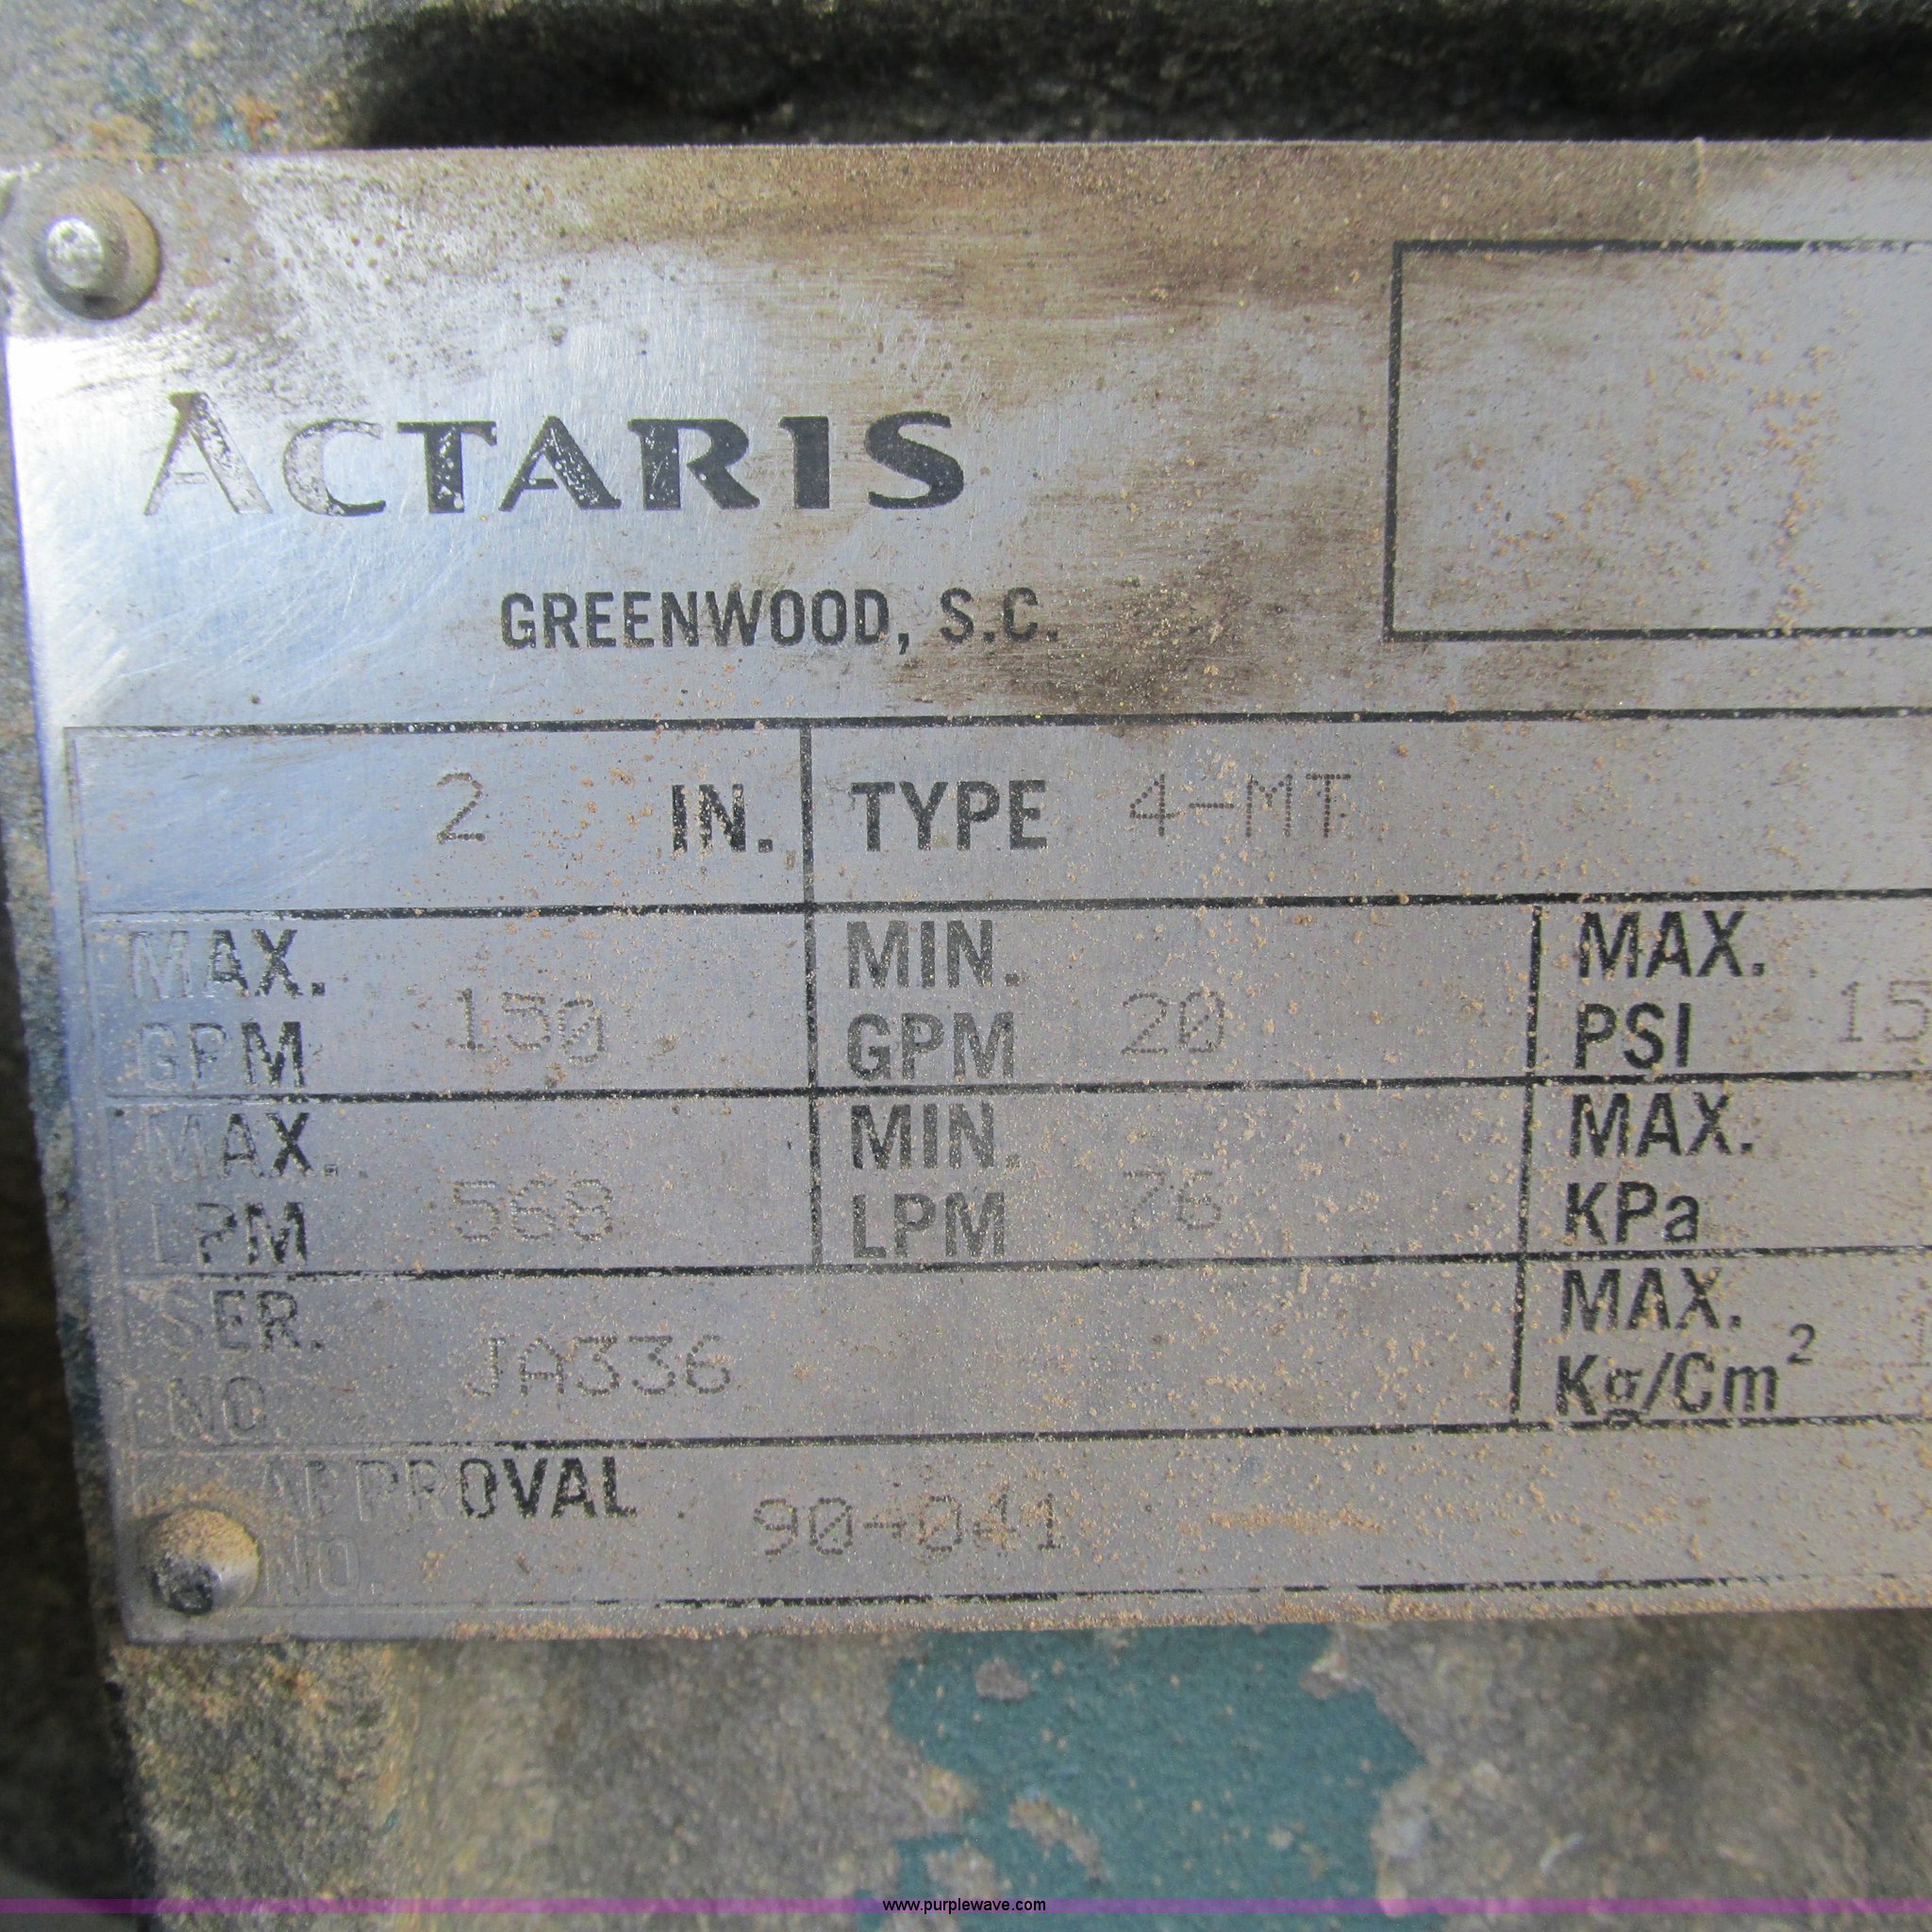 ACTARIS
GREENWOOD, S.C.
2 IN. TYPE 4-MT
MAX. GPM 150 MIN. GPM 20 MAX. PSI 15
MAX. LPM 568 MIN. LPM 76 MAX. KPa
SER. NO. JA336 MAX. Kg/Cm²
APPROVAL NO. 90-041
www.purplewave.com